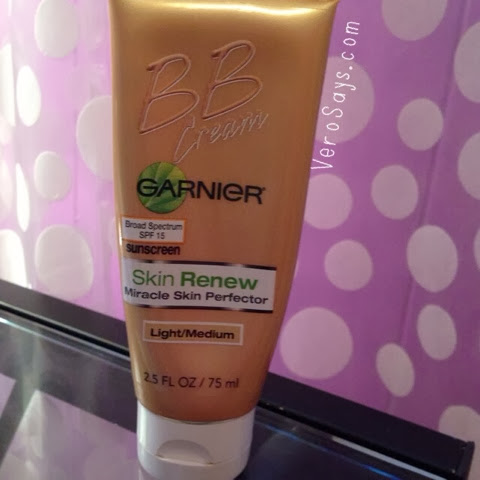 BB
Cream
GARNIER
Broad Spectrum
SPF 15
sunscreen
Skin Renew
Miracle Skin Perfector
Light/Medium
2.5 FL OZ / 75 ml
VeroSays.com